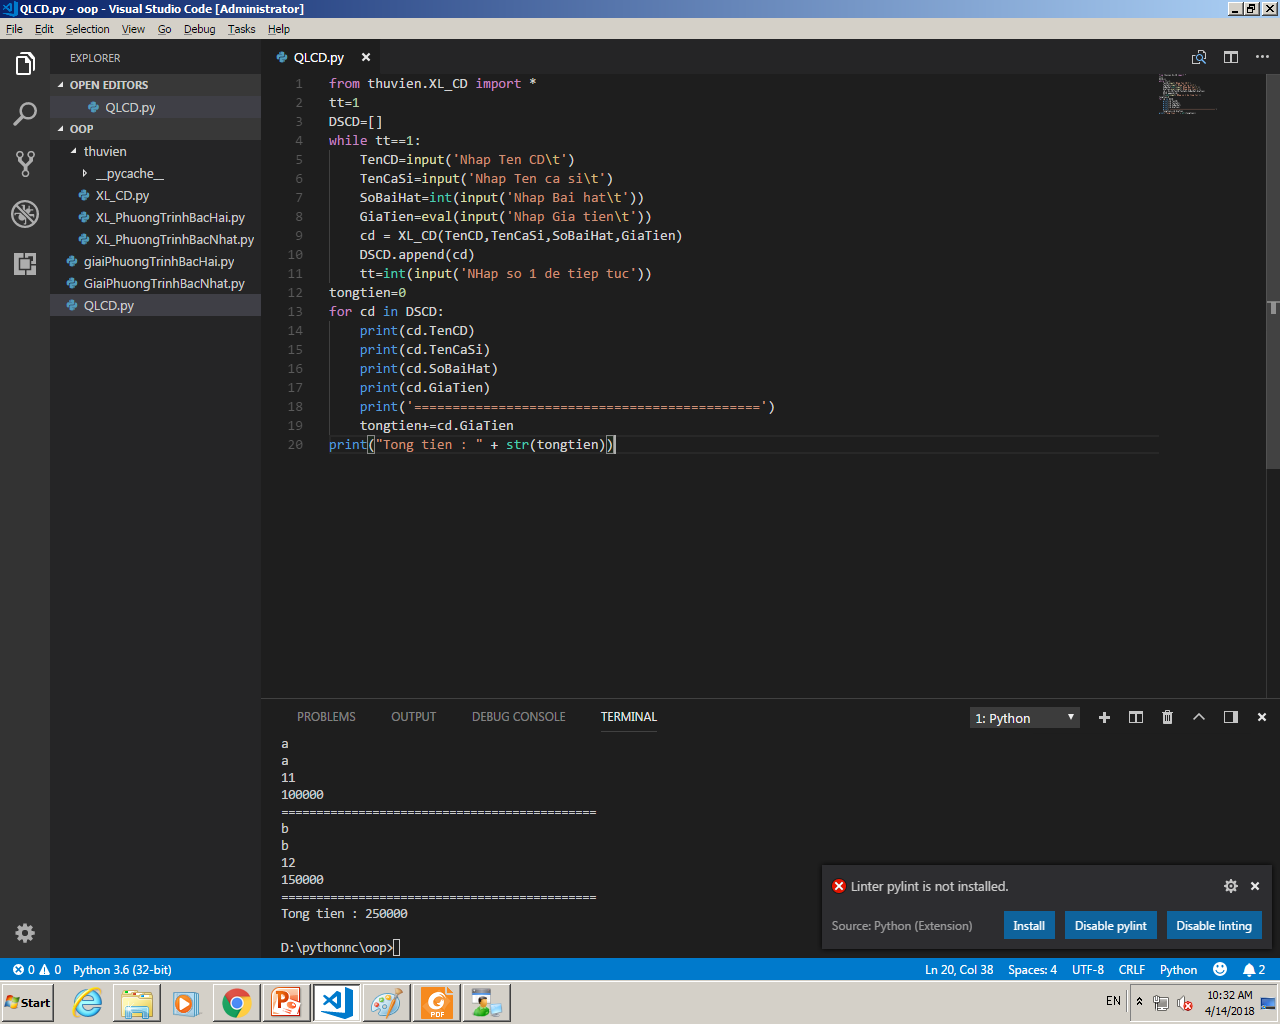 QLCD.py - oop - Visual Studio Code [Administrator]
File Edit Selection View Go Debug Tasks Help
EXPLORER
OPEN EDITORS
QLCD.py
OOP
thuvien
__pycache__
XL_CD.py
XL_PhuongTrinhBacHai.py
XL_PhuongTrinhBacNhat.py
giaiPhuongTrinhBacHai.py
GiaiPhuongTrinhBacNhat.py
QLCD.py
QLCD.py
1 from thuvien.XL_CD import *
2 tt=1
3 DSCD=[]
4 while tt==1:
5     TenCD=input('Nhap Ten CD\t')
6     TenCaSi=input('Nhap Ten ca si\t')
7     SoBaiHat=int(input('Nhap Bai hat\t'))
8     GiaTien=eval(input('Nhap Gia tien\t'))
9     cd = XL_CD(TenCD,TenCaSi,SoBaiHat,GiaTien)
10     DSCD.append(cd)
11     tt=int(input('NHap so 1 de tiep tuc'))
12 tongtien=0
13 for cd in DSCD:
14     print(cd.TenCD)
15     print(cd.TenCaSi)
16     print(cd.SoBaiHat)
17     print(cd.GiaTien)
18     print('=============================================')
19     tongtien+=cd.GiaTien
20 print("Tong tien : " + str(tongtien))
PROBLEMS OUTPUT DEBUG CONSOLE TERMINAL
1: Python
a
a
11
100000
=============================================
b
b
12
150000
=============================================
Tong tien : 250000
D:\pythonnc\oop>
Linter pylint is not installed.
Source: Python (Extension)
Install Disable pylint Disable linting
0 0 Python 3.6 (32-bit)
Ln 20, Col 38 Spaces: 4 UTF-8 CRLF Python 2
Start
PDF
EN
10:32 AM
4/14/2018